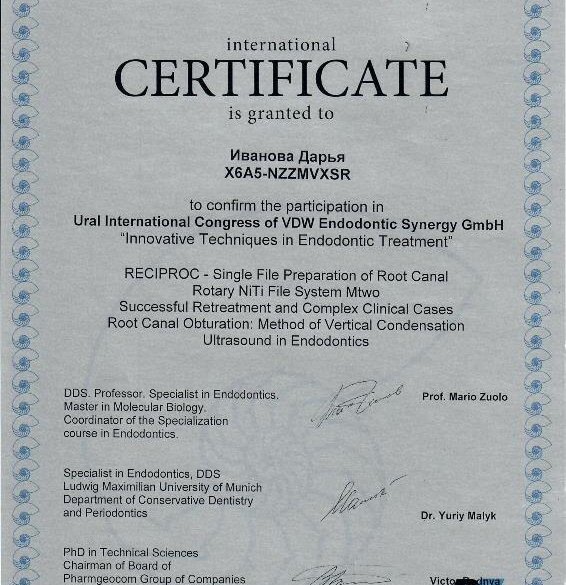 international
CERTIFICATE
is granted to
Иванова Дарья
X6A5-NZZMVXSR
to confirm the participation in
Ural International Congress of VDW Endodontic Synergy GmbH
“Innovative Techniques in Endodontic Treatment”
RECIPROC - Single File Preparation of Root Canal
Rotary NiTi File System Mtwo
Successful Retreatment and Complex Clinical Cases
Root Canal Obturation: Method of Vertical Condensation
Ultrasound in Endodontics
DDS. Professor. Specialist in Endodontics.
Master in Molecular Biology.
Coordinator of the Specialization
course in Endodontics.
Prof. Mario Zuolo
Specialist in Endodontics, DDS
Ludwig Maximilian University of Munich
Department of Conservative Dentistry
and Periodontics
Dr. Yuriy Malyk
PhD in Technical Sciences
Chairman of Board of
Pharmgeocom Group of Companies
Victor